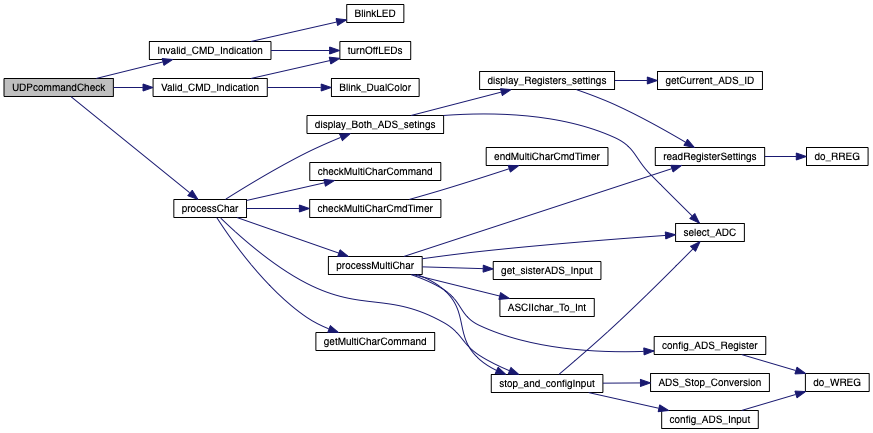 BlinkLED
Invalid_CMD_Indication
turnOffLEDs
UDPcommandCheck
Valid_CMD_Indication
Blink_DualColor
display_Registers_settings
getCurrent_ADS_ID
display_Both_ADS_setings
checkMultiCharCommand
endMultiCharCmdTimer
readRegisterSettings
do_RREG
processChar
checkMultiCharCmdTimer
select_ADC
processMultiChar
get_sisterADS_Input
ASCIIchar_To_Int
getMultiCharCommand
config_ADS_Register
stop_and_configInput
ADS_Stop_Conversion
do_WREG
config_ADS_Input